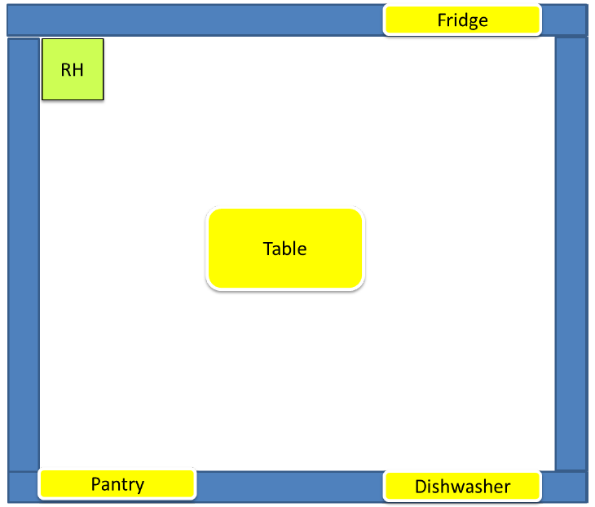 Fridge
RH
Table
Pantry
Dishwasher